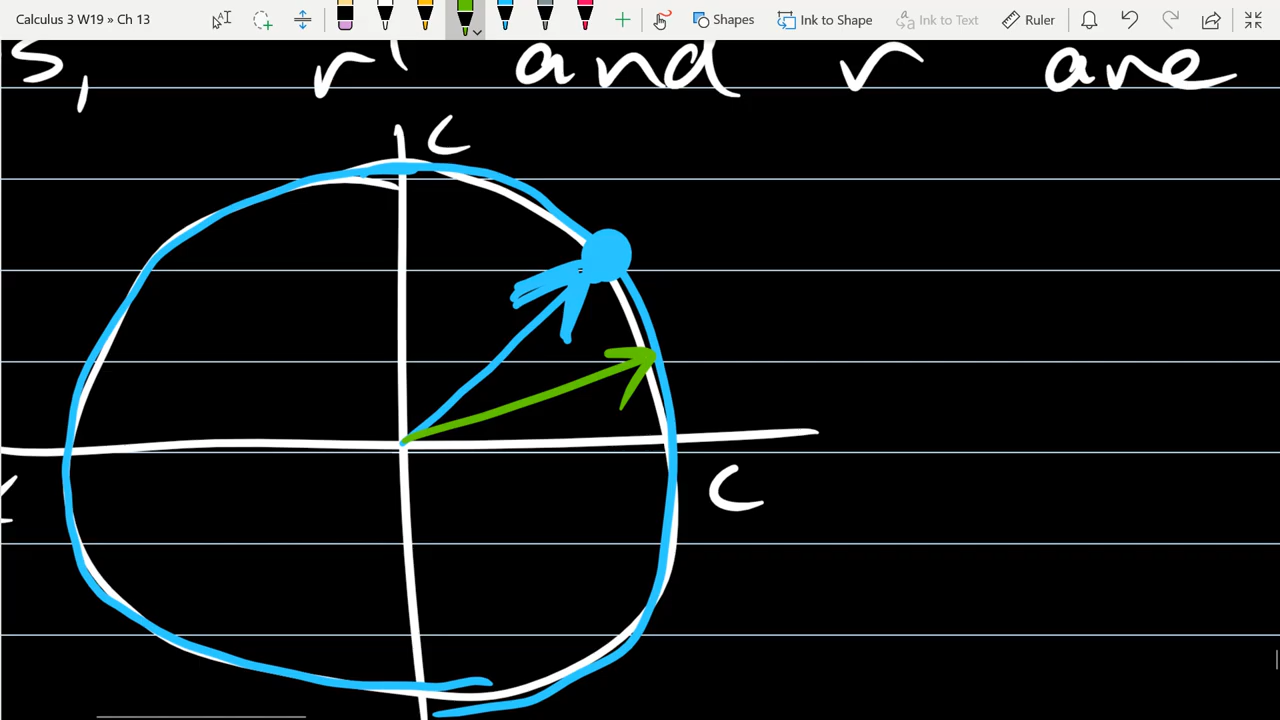 Calculus 3 W19 » Ch 13
Shapes
Ink to Shape
Ink to Text
Ruler
s, r' and r are
c
c